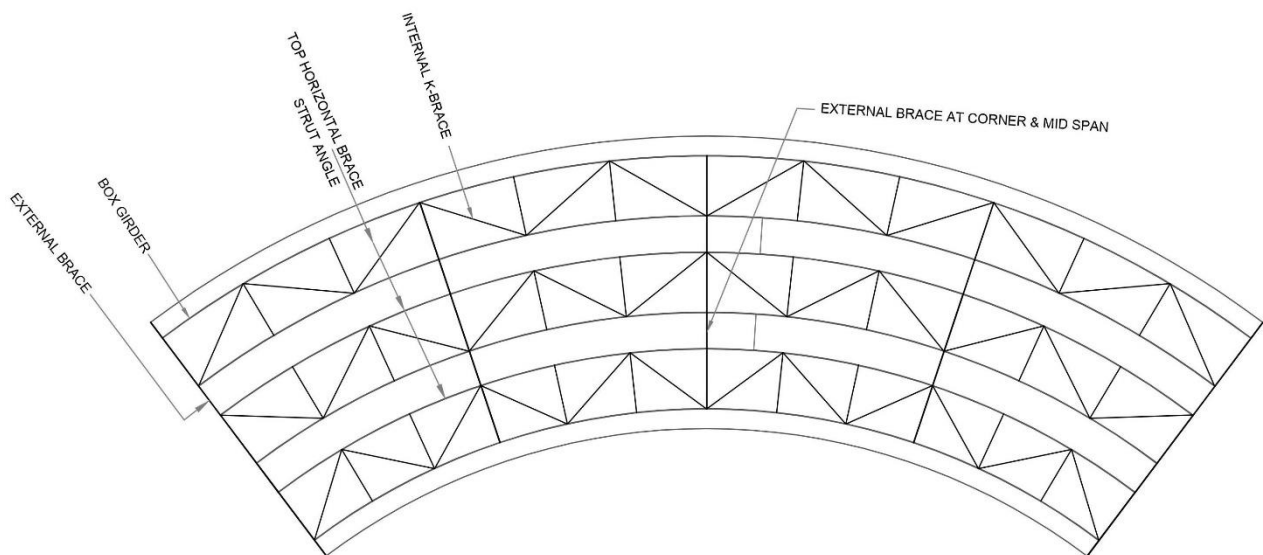 EXTERNAL BRACE
BOX GIRDER
TOP HORIZONTAL BRACE
STRUT ANGLE
INTERNAL K-BRACE
EXTERNAL BRACE AT CORNER & MID SPAN